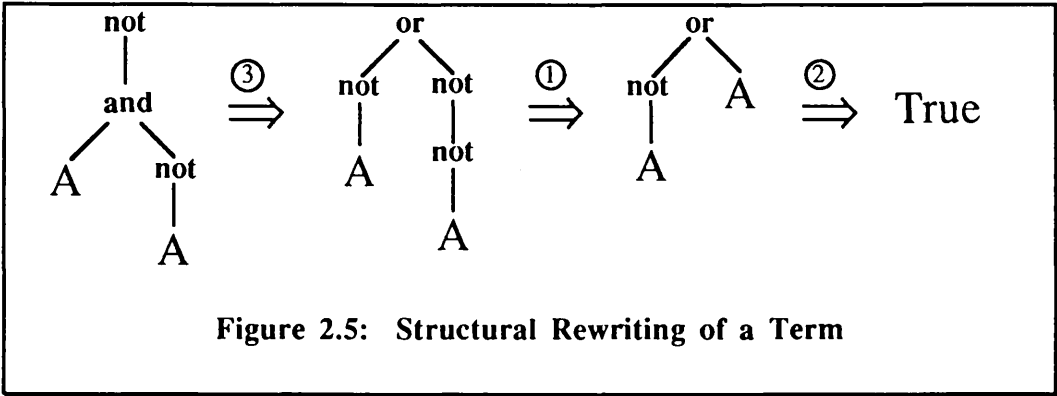 not or or
③ ① ②
not not not A
and ⇒ ⇒ ⇒ True
not
A not A A
A A
Figure 2.5: Structural Rewriting of a Term